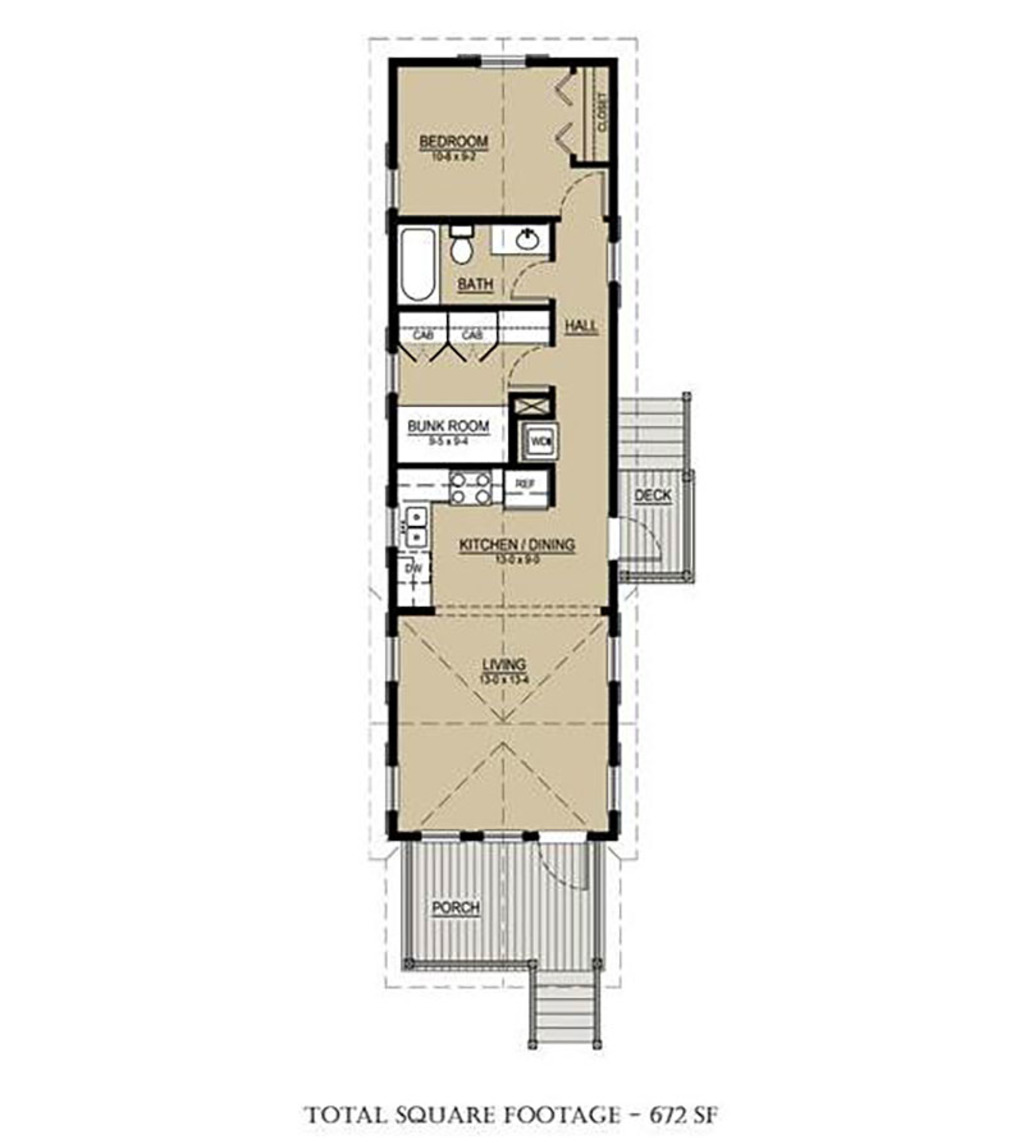 CLOSET
BEDROOM
10-8 x 9-2
BATH
HALL
CAB CAB
BUNK ROOM
9-5 x 9-4
WD
REF
DECK
KITCHEN / DINING
13-0 x 9-0
DW
LIVING
13-0 x 13-4
PORCH
TOTAL SQUARE FOOTAGE - 672 SF